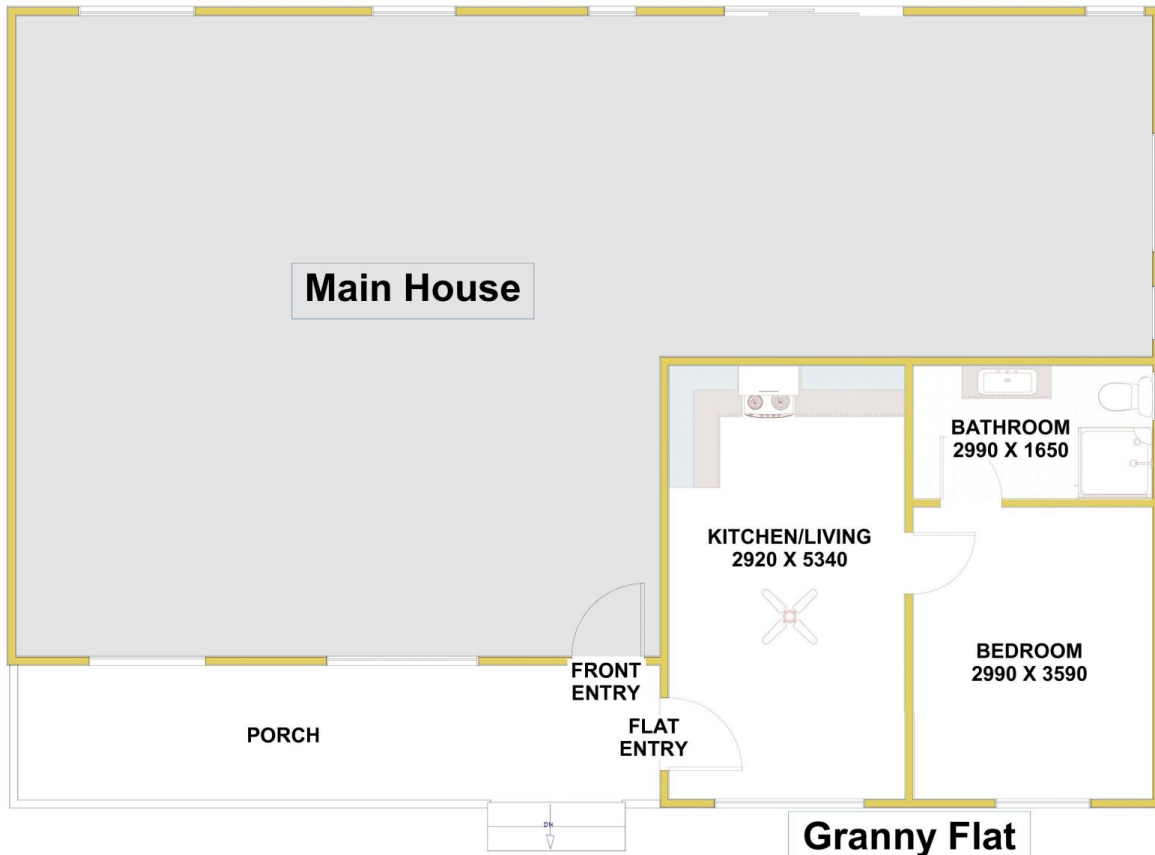 Main House
BATHROOM
2990 X 1650
KITCHEN/LIVING
2920 X 5340
BEDROOM
2990 X 3590
FRONT
ENTRY
FLAT
ENTRY
PORCH
DN
Granny Flat